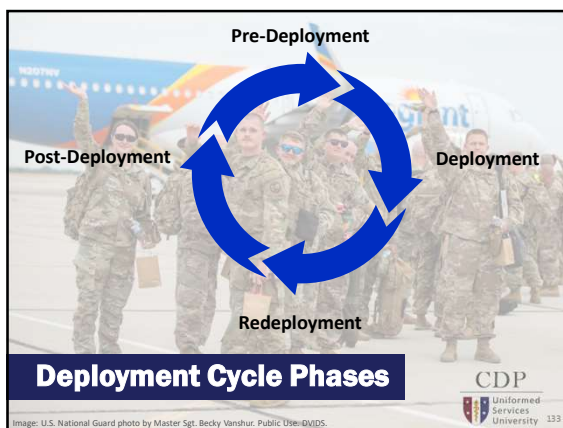 Pre-Deployment
N207NV
Post-Deployment
Deployment
Redeployment
Deployment Cycle Phases
CDP
Uniformed
Services
University
133
Image: U.S. National Guard photo by Master Sgt. Becky Vanshur. Public Use. DVIDS.